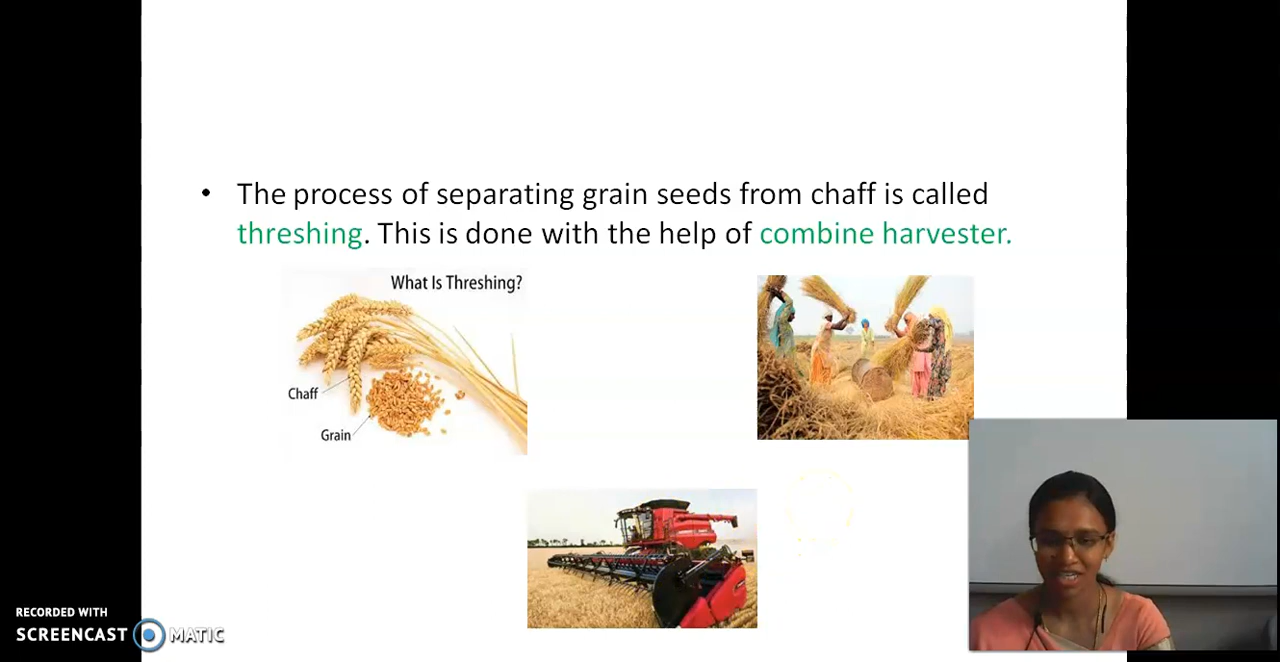 • The process of separating grain seeds from chaff is called
threshing. This is done with the help of combine harvester.
What Is Threshing?
Chaff
Grain
RECORDED WITH
SCREENCAST MATIC